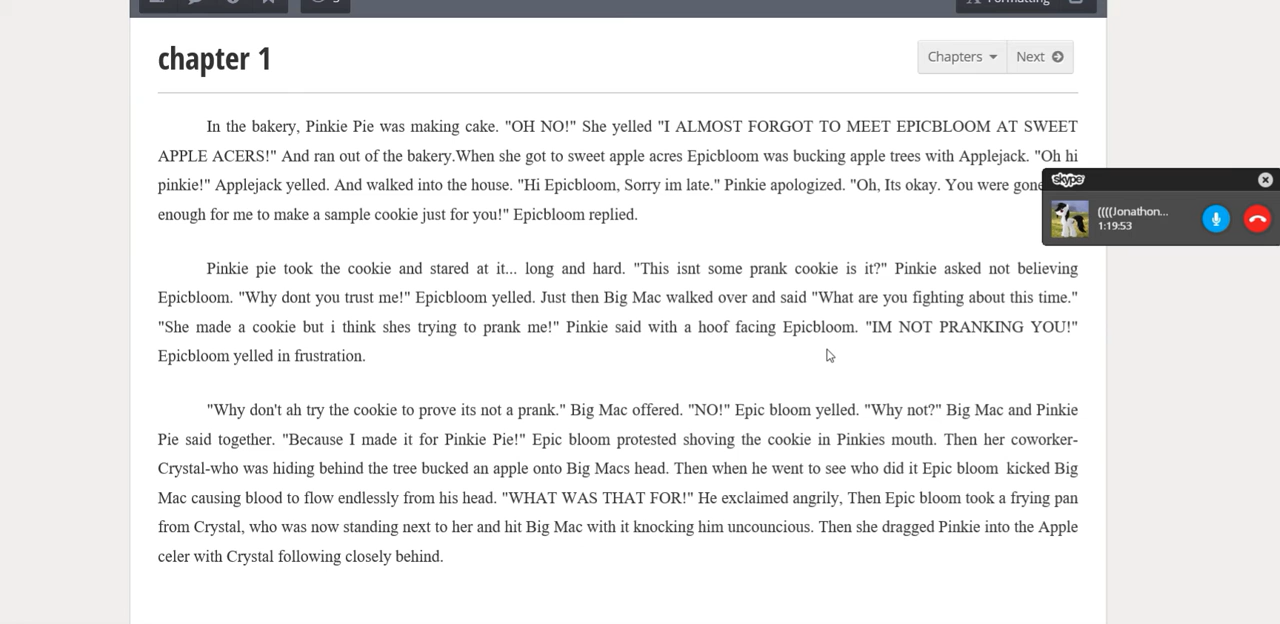 Formatting
chapter 1
Chapters
Next
In the bakery, Pinkie Pie was making cake. "OH NO!" She yelled "I ALMOST FORGOT TO MEET EPICBLOOM AT SWEET
APPLE ACERS!" And ran out of the bakery.When she got to sweet apple acres Epicbloom was bucking apple trees with Applejack. "Oh hi
pinkie!" Applejack yelled. And walked into the house. "Hi Epicbloom, Sorry im late." Pinkie apologized. "Oh, Its okay. You were gone
enough for me to make a sample cookie just for you!" Epicbloom replied.
skype
((((Jonathon...
1:19:53
Pinkie pie took the cookie and stared at it... long and hard. "This isnt some prank cookie is it?" Pinkie asked not believing
Epicbloom. "Why dont you trust me!" Epicbloom yelled. Just then Big Mac walked over and said "What are you fighting about this time."
"She made a cookie but i think shes trying to prank me!" Pinkie said with a hoof facing Epicbloom. "IM NOT PRANKING YOU!"
Epicbloom yelled in frustration.
"Why don't ah try the cookie to prove its not a prank." Big Mac offered. "NO!" Epic bloom yelled. "Why not?" Big Mac and Pinkie
Pie said together. "Because I made it for Pinkie Pie!" Epic bloom protested shoving the cookie in Pinkies mouth. Then her coworker-
Crystal-who was hiding behind the tree bucked an apple onto Big Macs head. Then when he went to see who did it Epic bloom kicked Big
Mac causing blood to flow endlessly from his head. "WHAT WAS THAT FOR!" He exclaimed angrily, Then Epic bloom took a frying pan
from Crystal, who was now standing next to her and hit Big Mac with it knocking him uncouncious. Then she dragged Pinkie into the Apple
celer with Crystal following closely behind.